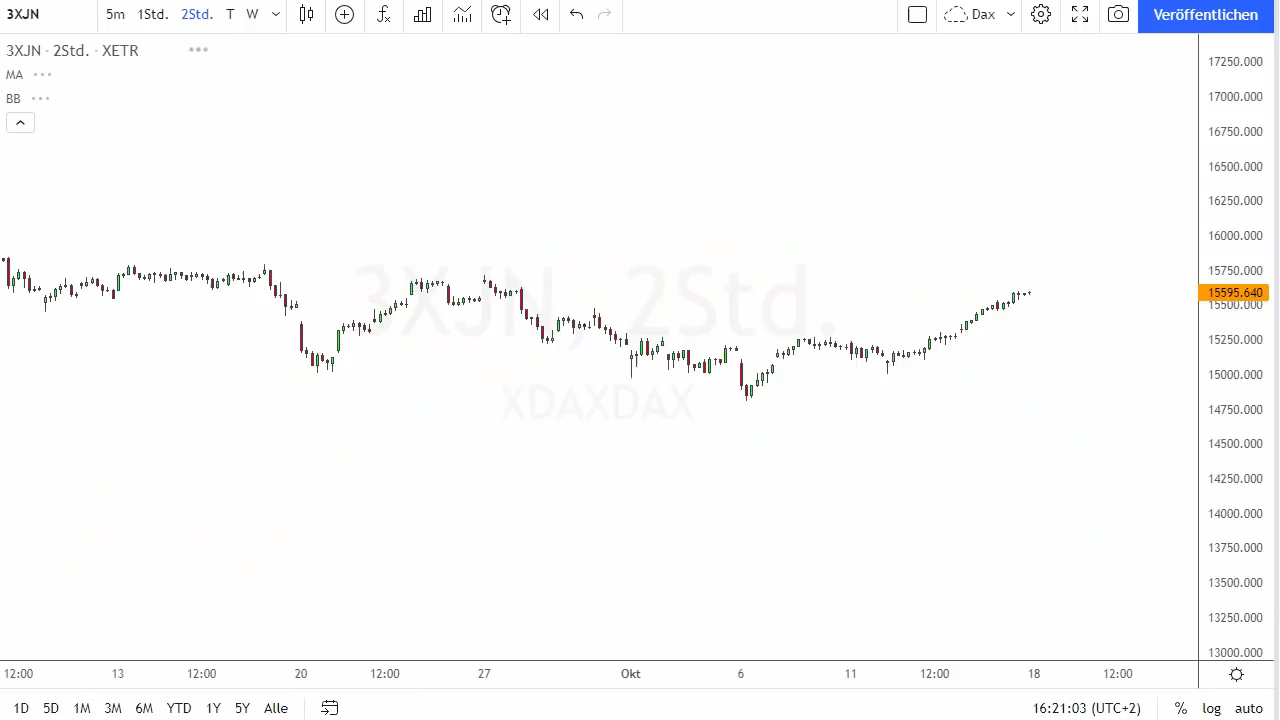 3XJN 5m 1Std. 2Std. T W Dax Veröffentlichen
3XJN · 2Std. · XETR
MA
BB
3XJN, 2Std.
XDAXDAX
17250.000
17000.000
16750.000
16500.000
16250.000
16000.000
15750.000
15595.640
15500.000
15250.000
15000.000
14750.000
14500.000
14250.000
14000.000
13750.000
13500.000
13250.000
13000.000
12:00 13 12:00 20 12:00 27 Okt 6 11 12:00 18 12:00
1D 5D 1M 3M 6M YTD 1Y 5Y Alle 16:21:03 (UTC+2) % log auto